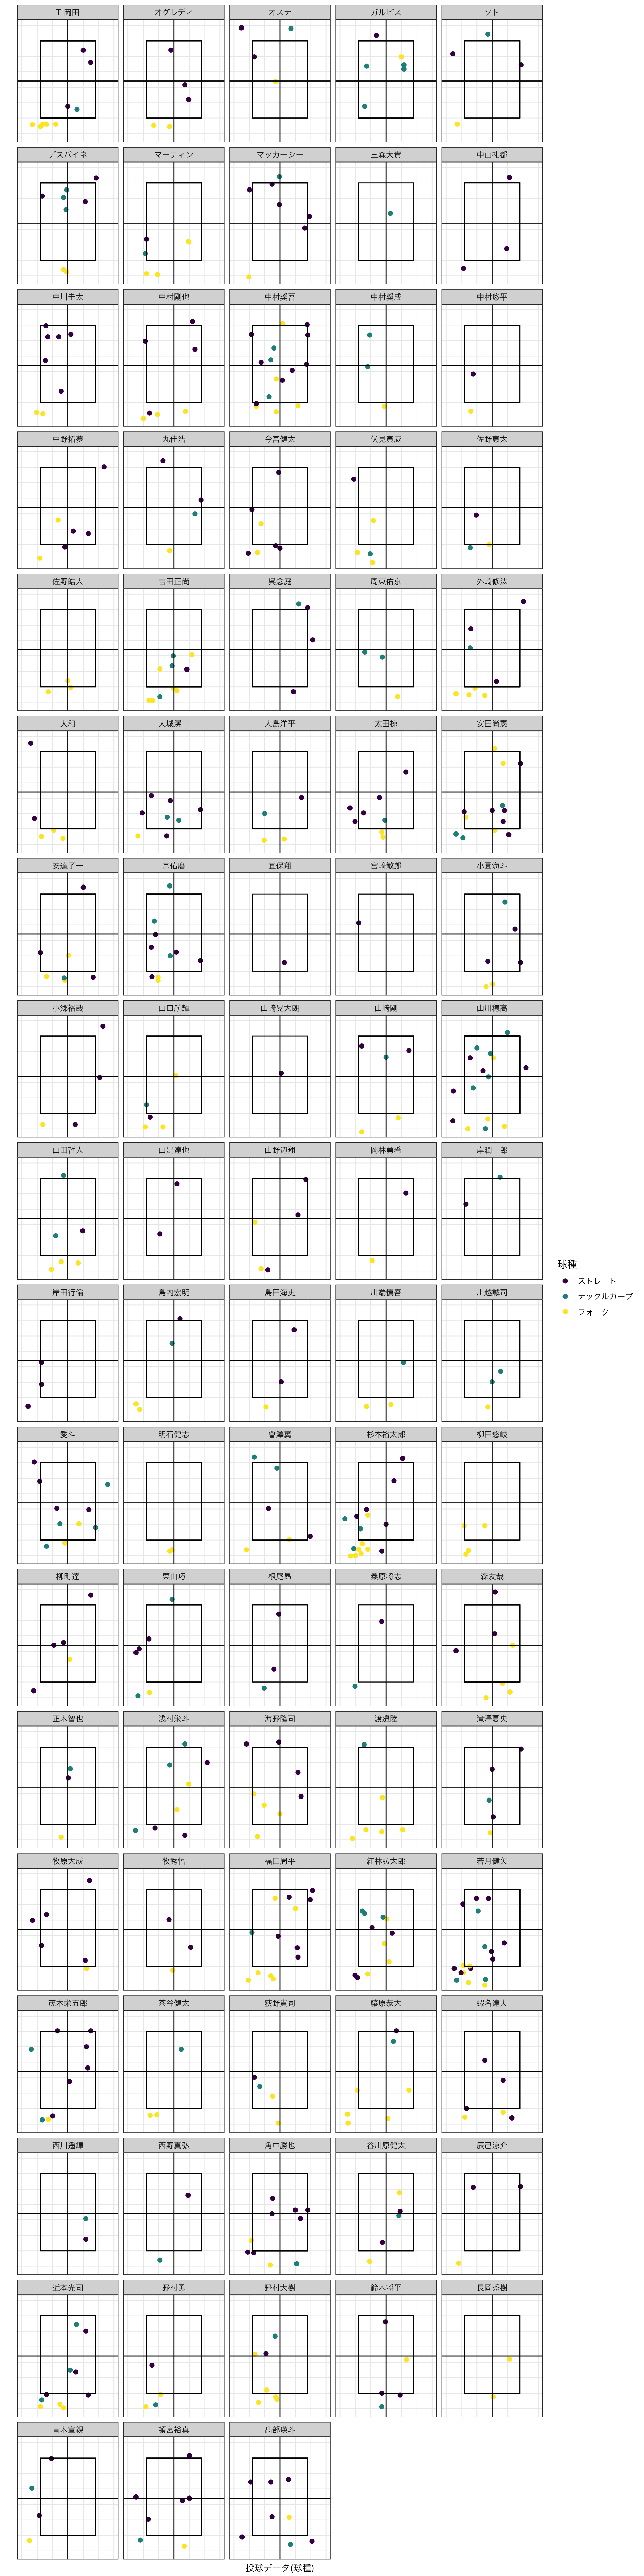 T-岡田
オグレディ
オスナ
ガルビス
ソト
デスパイネ
マーティン
マッカーシー
三森大貴
中山礼都
中川圭太
中村剛也
中村奨吾
中村奨成
中村悠平
中野拓夢
丸佳浩
今宮健太
伏見寅威
佐野恵太
佐野皓大
吉田正尚
呉念庭
周東佑京
外崎修汰
大和
大城滉二
大島洋平
太田椋
安田尚憲
安達了一
宗佑磨
宜保翔
宮﨑敏郎
小園海斗
小郷裕哉
山口航輝
山崎晃大朗
山﨑剛
山川穂高
山田哲人
山足達也
山野辺翔
岡林勇希
岸潤一郎
岸田行倫
島内宏明
島田海吏
川端慎吾
川越誠司
愛斗
明石健志
會澤翼
杉本裕太郎
柳田悠岐
柳町達
栗山巧
根尾昂
桑原将志
森友哉
正木智也
浅村栄斗
海野隆司
渡邉陸
滝澤夏央
牧原大成
牧秀悟
福田周平
紅林弘太郎
若月健矢
球種
ストレート
ナックルカーブ
フォーク
茂木栄五郎
茶谷健太
荻野貴司
藤原恭大
蝦名達夫
西川遥輝
西野真弘
角中勝也
谷川原健太
辰己涼介
近本光司
野村勇
野村大樹
鈴木将平
長岡秀樹
青木宣親
頓宮裕真
髙部瑛斗
投球データ(球種)